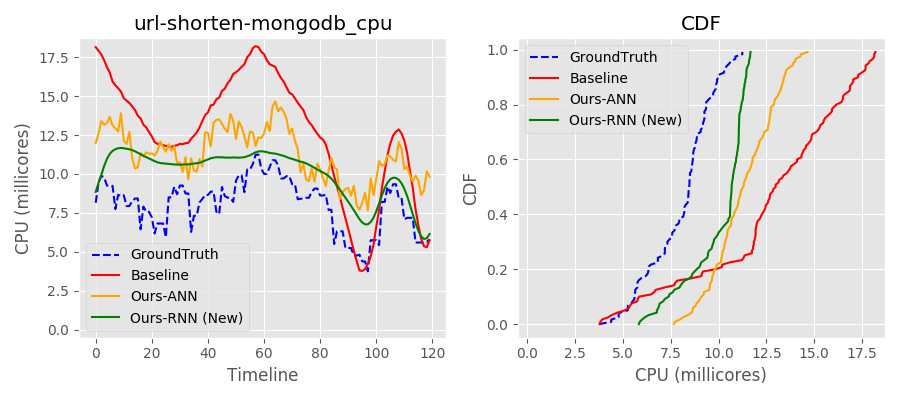 url-shorten-mongodb_cpu
CPU (millicores)
17.5
15.0
12.5
10.0
7.5
5.0
2.5
0.0
GroundTruth
Baseline
Ours-ANN
Ours-RNN (New)
0 20 40 60 80 100 120
Timeline
CDF
CDF
1.0
0.8
0.6
0.4
0.2
0.0
GroundTruth
Baseline
Ours-ANN
Ours-RNN (New)
0.0 2.5 5.0 7.5 10.0 12.5 15.0 17.5
CPU (millicores)